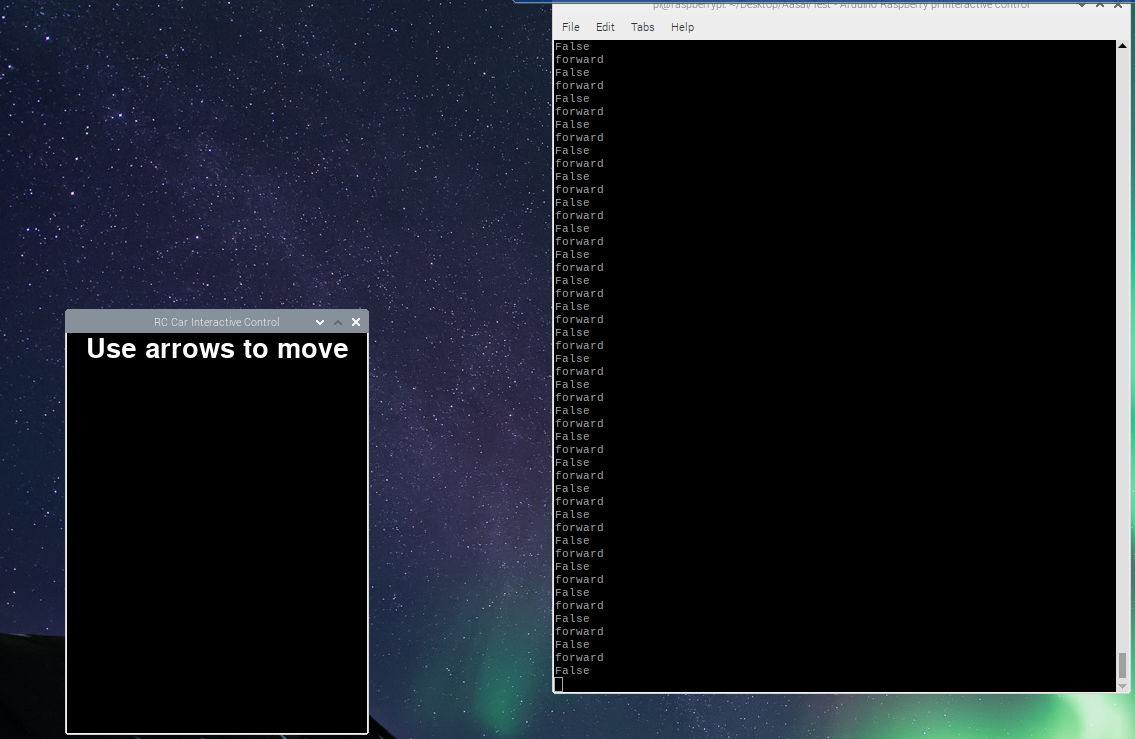 pi@raspberrypi: - Arduino Raspberry pi interactive control
File Edit Tabs Help
False
forward
False
forward
False
forward
False
forward
False
forward
False
forward
False
forward
False
forward
False
forward
False
forward
False
forward
False
forward
False
forward
False
forward
False
forward
False
forward
False
forward
False
forward
False
forward
False
forward
False
forward
False
forward
False
forward
False
forward
False
RC Car Interactive Control
Use arrows to move